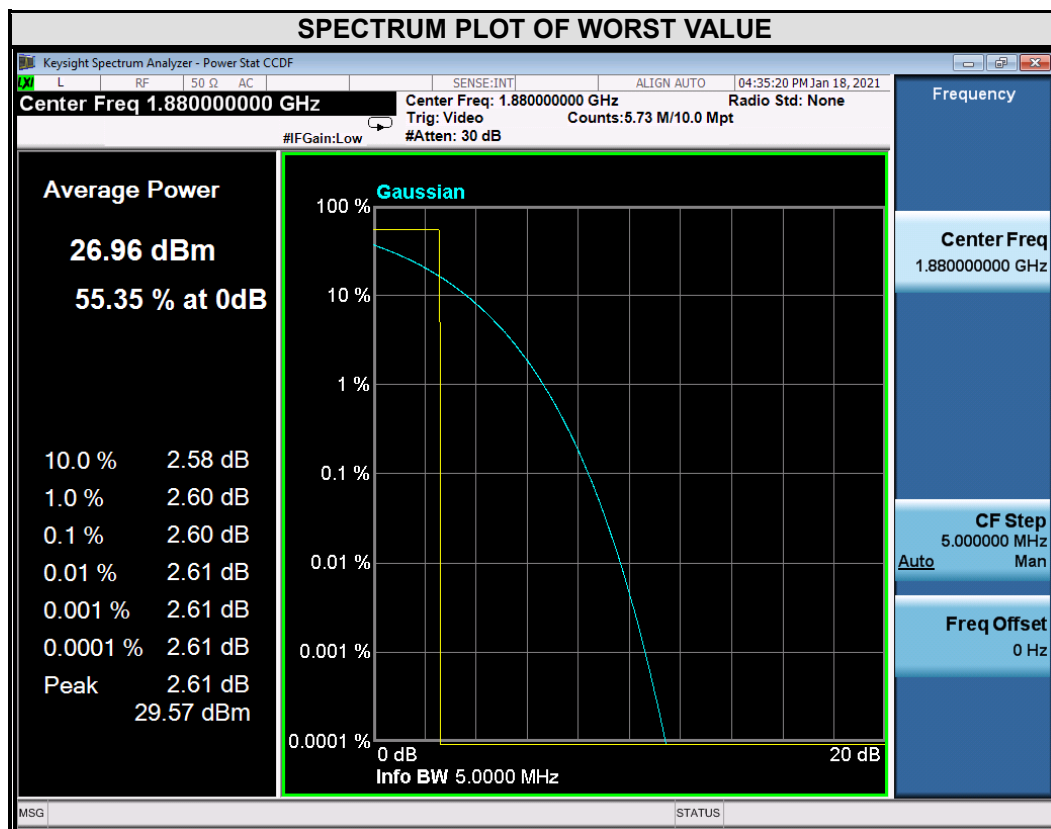 SPECTRUM PLOT OF WORST VALUE
Keysight Spectrum Analyzer - Power Stat CCDF
LXI L RF 50 Ω AC SENSE:INT ALIGN AUTO 04:35:20 PM Jan 18, 2021
Center Freq 1.880000000 GHz
#IFGain:Low
Center Freq: 1.880000000 GHz Radio Std: None
Trig: Video Counts:5.73 M/10.0 Mpt
#Atten: 30 dB
Average Power
26.96 dBm
55.35 % at 0dB
10.0 % 2.58 dB
1.0 % 2.60 dB
0.1 % 2.60 dB
0.01 % 2.61 dB
0.001 % 2.61 dB
0.0001 % 2.61 dB
Peak 2.61 dB
29.57 dBm
Gaussian
100 %
10 %
1 %
0.1 %
0.01 %
0.001 %
0.0001 %
0 dB 20 dB
Info BW 5.0000 MHz
Frequency
Center Freq
1.880000000 GHz
CF Step
5.000000 MHz
Auto Man
Freq Offset
0 Hz
MSG STATUS